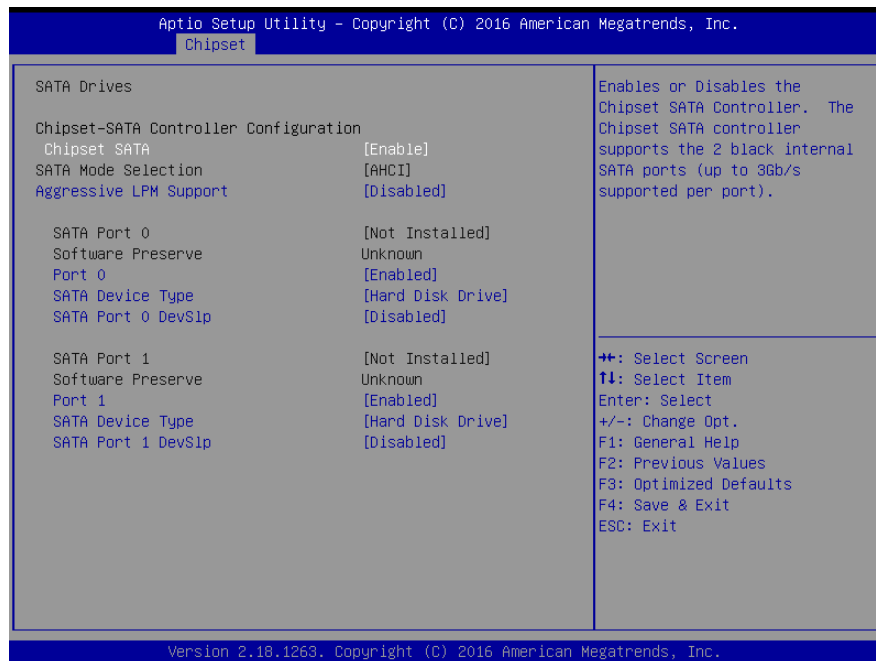 Aptio Setup Utility – Copyright (C) 2016 American Megatrends, Inc.
Chipset
SATA Drives
Chipset-SATA Controller Configuration
Chipset SATA [Enable]
SATA Mode Selection [AHCI]
Aggressive LPM Support [Disabled]
SATA Port 0 [Not Installed]
Software Preserve Unknown
Port 0 [Enabled]
SATA Device Type [Hard Disk Drive]
SATA Port 0 DevSlp [Disabled]
SATA Port 1 [Not Installed]
Software Preserve Unknown
Port 1 [Enabled]
SATA Device Type [Hard Disk Drive]
SATA Port 1 DevSlp [Disabled]
Enables or Disables the
Chipset SATA Controller. The
Chipset SATA controller
supports the 2 black internal
SATA ports (up to 3Gb/s
supported per port).
→←: Select Screen
↑↓: Select Item
Enter: Select
+/-: Change Opt.
F1: General Help
F2: Previous Values
F3: Optimized Defaults
F4: Save & Exit
ESC: Exit
Version 2.18.1263. Copyright (C) 2016 American Megatrends, Inc.